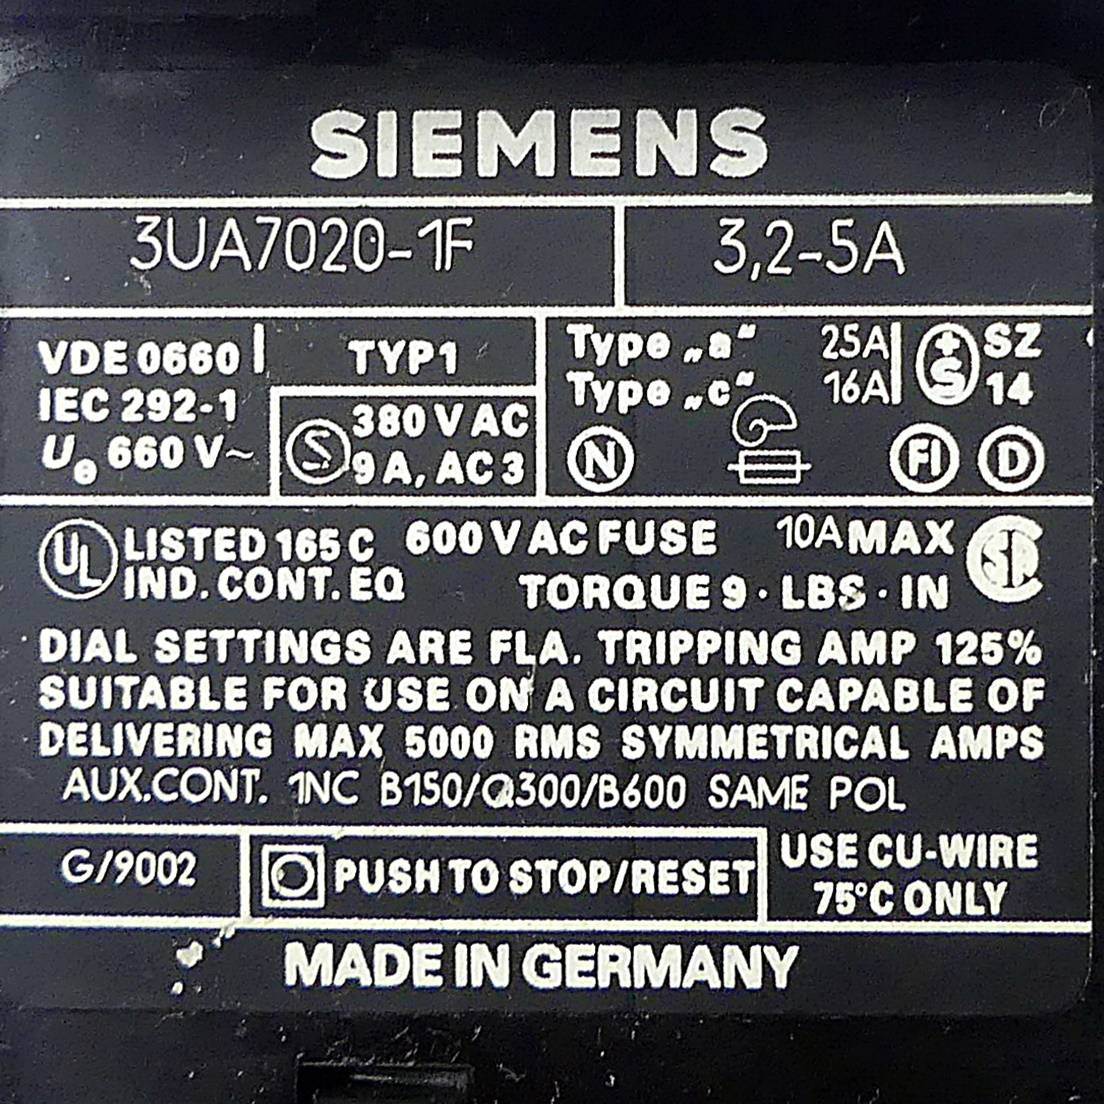 SIEMENS
3UA7020-1F 3,2-5A
VDE 0660 TYP1
IEC 292-1
Ue 660 V~
S 380 V AC
9 A, AC 3
Type „a“ 25A
Type „c“ 16A
+S SZ
14
N FI D
UL LISTED 165 C 600 V AC FUSE 10A MAX SA
IND. CONT. EQ TORQUE 9 · LBS · IN
DIAL SETTINGS ARE FLA. TRIPPING AMP 125%
SUITABLE FOR USE ON A CIRCUIT CAPABLE OF
DELIVERING MAX 5000 RMS SYMMETRICAL AMPS
AUX.CONT. 1NC B150/Q300/B600 SAME POL
G/9002 PUSH TO STOP/RESET USE CU-WIRE
75°C ONLY
MADE IN GERMANY